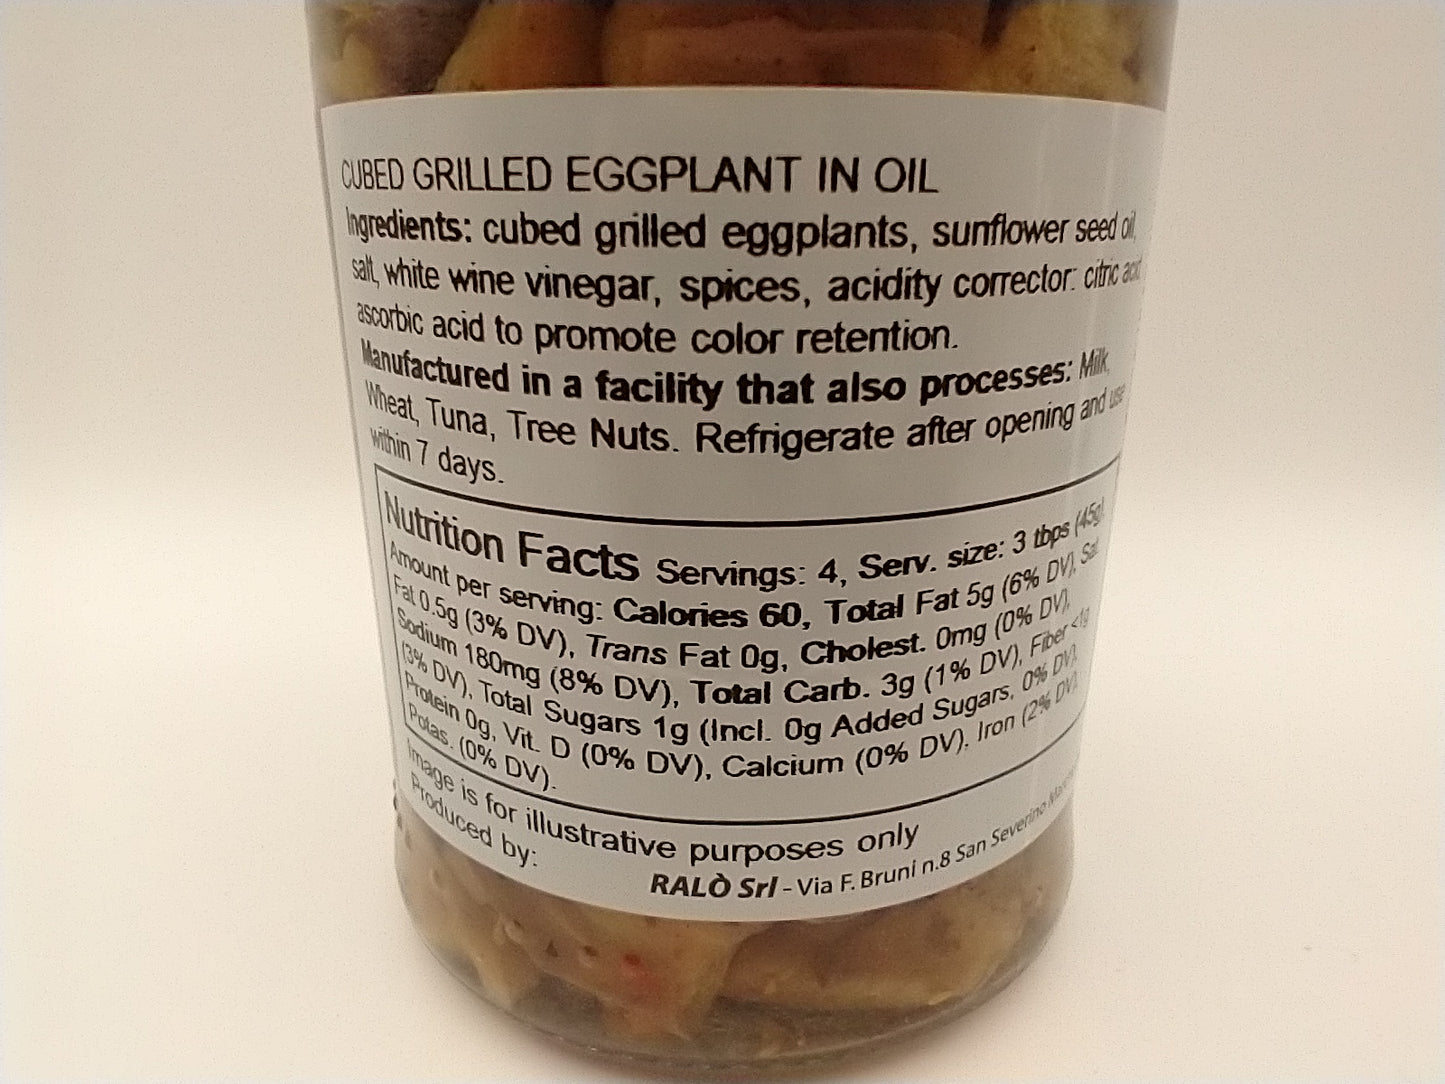 CUBED GRILLED EGGPLANT IN OIL
Ingredients: cubed grilled eggplants, sunflower seed oil,
salt, white wine vinegar, spices, acidity corrector: citric acid
ascorbic acid to promote color retention.
Manufactured in a facility that also processes: Milk,
Wheat, Tuna, Tree Nuts. Refrigerate after opening and use
within 7 days.
Nutrition Facts Servings: 4, Serv. size: 3 tbps (45g),
Amount per serving: Calories 60, Total Fat 5g (6% DV), Sat.
Fat 0.5g (3% DV), Trans Fat 0g, Cholest. 0mg (0% DV),
Sodium 180mg (8% DV), Total Carb. 3g (1% DV), Fiber <1g
(3% DV), Total Sugars 1g (Incl. 0g Added Sugars, 0% DV),
Protein 0g, Vit. D (0% DV), Calcium (0% DV), Iron (2% DV),
Potas. (0% DV).
Image is for illustrative purposes only
Produced by:
RALÒ Srl - Via F. Bruni n.8 San Severino